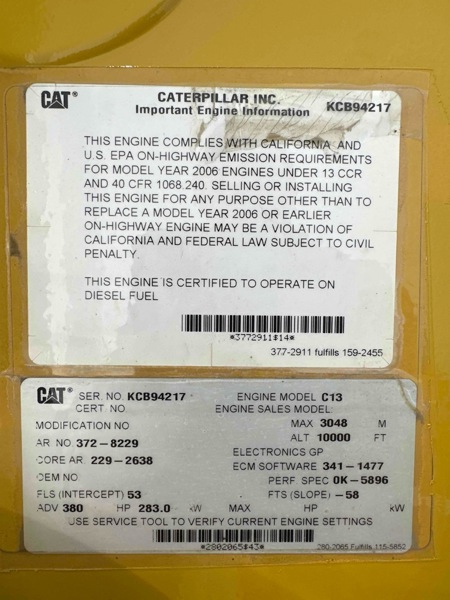 CAT®
CATERPILLAR INC.
Important Engine Information
KCB94217
THIS ENGINE COMPLIES WITH CALIFORNIA AND
U.S. EPA ON-HIGHWAY EMISSION REQUIREMENTS
FOR MODEL YEAR 2006 ENGINES UNDER 13 CCR
AND 40 CFR 1068.240. SELLING OR INSTALLING
THIS ENGINE FOR ANY PURPOSE OTHER THAN TO
REPLACE A MODEL YEAR 2006 OR EARLIER
ON-HIGHWAY ENGINE MAY BE A VIOLATION OF
CALIFORNIA AND FEDERAL LAW SUBJECT TO CIVIL
PENALTY.
THIS ENGINE IS CERTIFIED TO OPERATE ON
DIESEL FUEL
*3772911$14*
377-2911 fulfills 159-2455
CAT® SER. NO. KCB94217 ENGINE MODEL C13
CERT NO ENGINE SALES MODEL:
MODIFICATION NO MAX 3048 M
ALT 10000 FT
AR NO. 372-8229 ELECTRONICS GP
CORE AR. 229-2638 ECM SOFTWARE 341-1477
OEM NO PERF SPEC 0K-5896
FLS (INTERCEPT) 53 FTS (SLOPE) -58
ADV 380 HP 283.0 kW MAX HP kW
USE SERVICE TOOL TO VERIFY CURRENT ENGINE SETTINGS
*2802065$43*
280-2065 Fulfills 115-5852